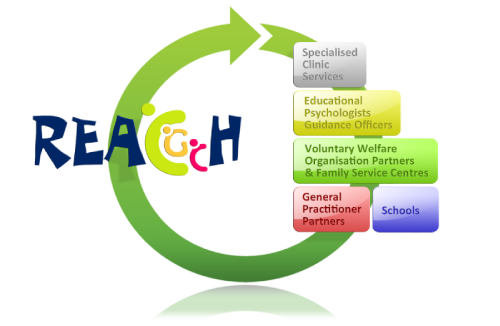 REACH
Specialised
Clinic
Services
Educational
Psychologists
Guidance Officers
Voluntary Welfare
Organisation Partners
& Family Service Centres
General
Practitioner
Partners
Schools